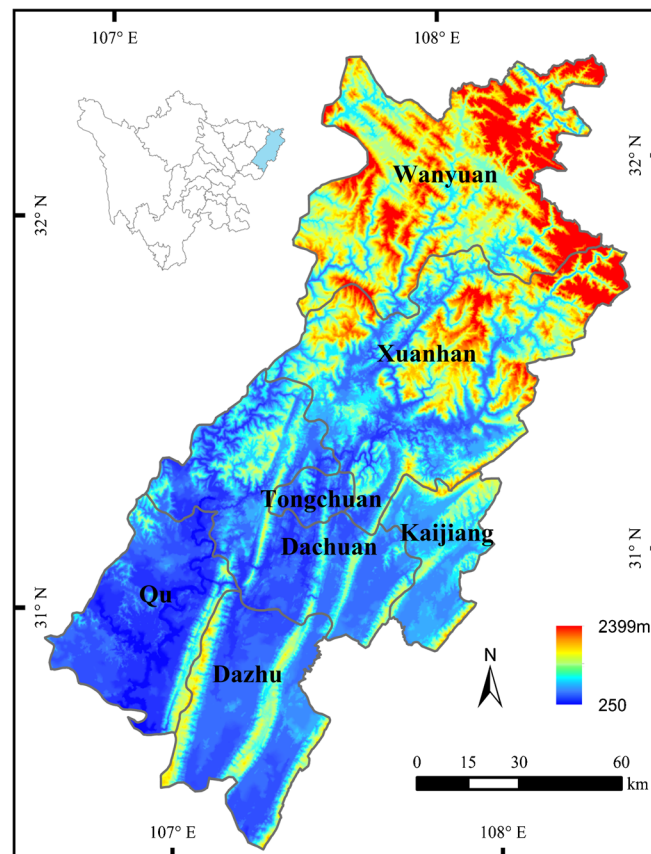 107° E
108° E
32° N
32° N
Wanyuan
Xuanhan
Tongchuan
Kaijiang
Dachuan
31° N
31° N
Qu
Dazhu
2399m
250
N
0 15 30 60
km
107° E
108° E